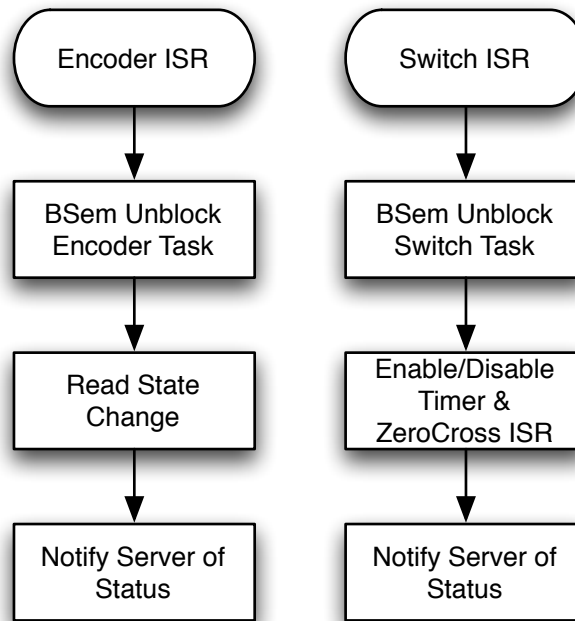 Encoder ISR
BSem Unblock
Encoder Task
Read State
Change
Notify Server of
Status
Switch ISR
BSem Unblock
Switch Task
Enable/Disable
Timer &
ZeroCross ISR
Notify Server of
Status